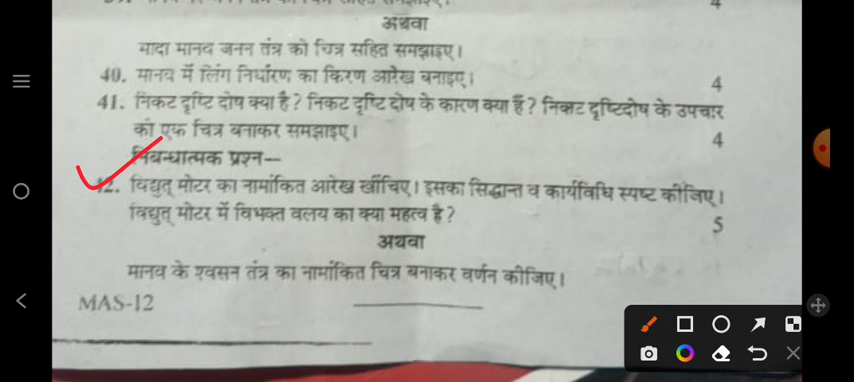 4
अथवा
मादा मानव जनन तंत्र को चित्र सहित समझाइए।
40. मानव में लिंग निर्धारण का किरण आरेख बनाइए। 4
41. निकट दृष्टि दोष क्या है? निकट दृष्टि दोष के कारण क्या हैं? निकट दृष्टिदोष के उपचार
को एक चित्र बनाकर समझाइए। 4
निबन्धात्मक प्रश्न—
42. विद्युत् मोटर का नामांकित आरेख खींचिए। इसका सिद्धान्त व कार्यविधि स्पष्ट कीजिए।
विद्युत् मोटर में विभक्त वलय का क्या महत्व है? 5
अथवा
मानव के श्वसन तंत्र का नामांकित चित्र बनाकर वर्णन कीजिए।
MAS-12